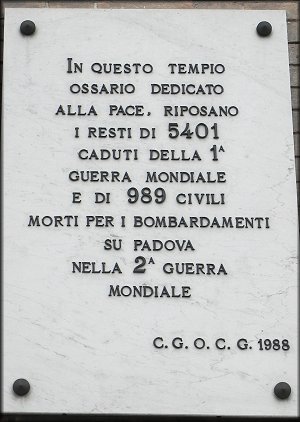 IN QUESTO TEMPIO
OSSARIO DEDICATO
ALLA PACE, RIPOSANO
I RESTI DI 5401
CADUTI DELLA 1ᴬ
GUERRA MONDIALE
E DI 989 CIVILI
MORTI PER I BOMBARDAMENTI
SU PADOVA
NELLA 2ᴬ GUERRA
MONDIALE
C. G. O. C. G. 1988